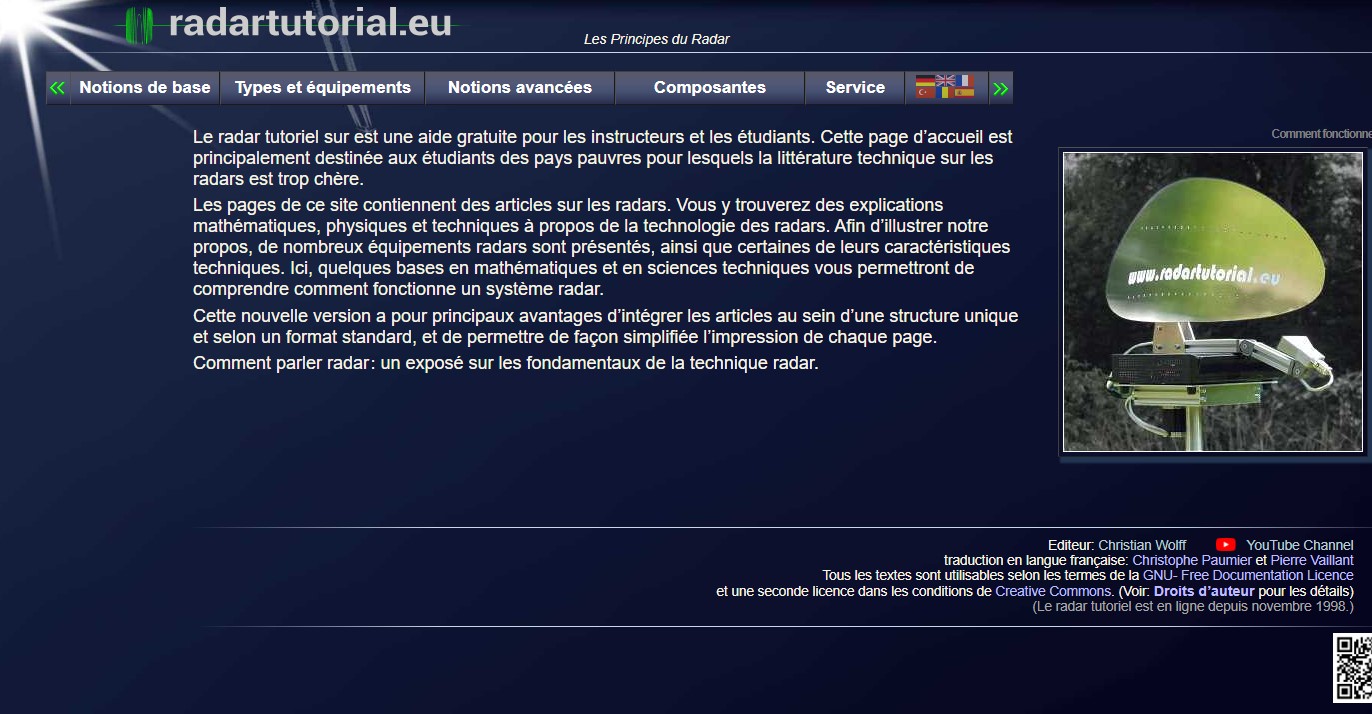 radartutorial.eu
Les Principes du Radar
Notions de base
Types et équipements
Notions avancées
Composantes
Service
Le radar tutoriel sur est une aide gratuite pour les instructeurs et les étudiants. Cette page d’accueil est
principalement destinée aux étudiants des pays pauvres pour lesquels la littérature technique sur les
radars est trop chère.
Les pages de ce site contiennent des articles sur les radars. Vous y trouverez des explications
mathématiques, physiques et techniques à propos de la technologie des radars. Afin d’illustrer notre
propos, de nombreux équipements radars sont présentés, ainsi que certaines de leurs caractéristiques
techniques. Ici, quelques bases en mathématiques et en sciences techniques vous permettront de
comprendre comment fonctionne un système radar.
Cette nouvelle version a pour principaux avantages d’intégrer les articles au sein d’une structure unique
et selon un format standard, et de permettre de façon simplifiée l’impression de chaque page.
Comment parler radar : un exposé sur les fondamentaux de la technique radar.
Comment fonctionne
www.radartutorial.eu
Editeur: Christian Wolff YouTube Channel
traduction en langue française: Christophe Paumier et Pierre Vaillant
Tous les textes sont utilisables selon les termes de la GNU- Free Documentation Licence
et une seconde licence dans les conditions de Creative Commons. (Voir: Droits d’auteur pour les détails)
(Le radar tutoriel est en ligne depuis novembre 1998.)